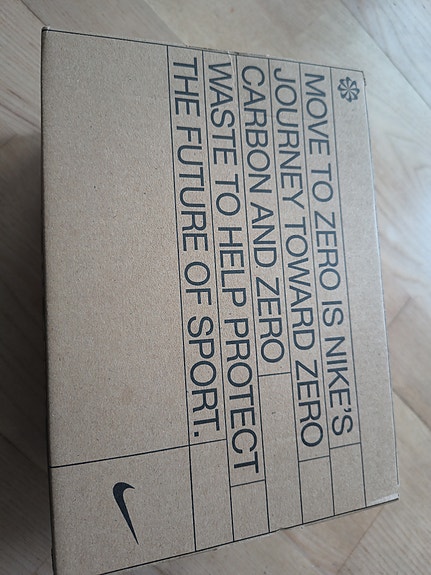 MOVE TO ZERO IS NIKE'S
JOURNEY TOWARD ZERO
CARBON AND ZERO
WASTE TO HELP PROTECT
THE FUTURE OF SPORT.